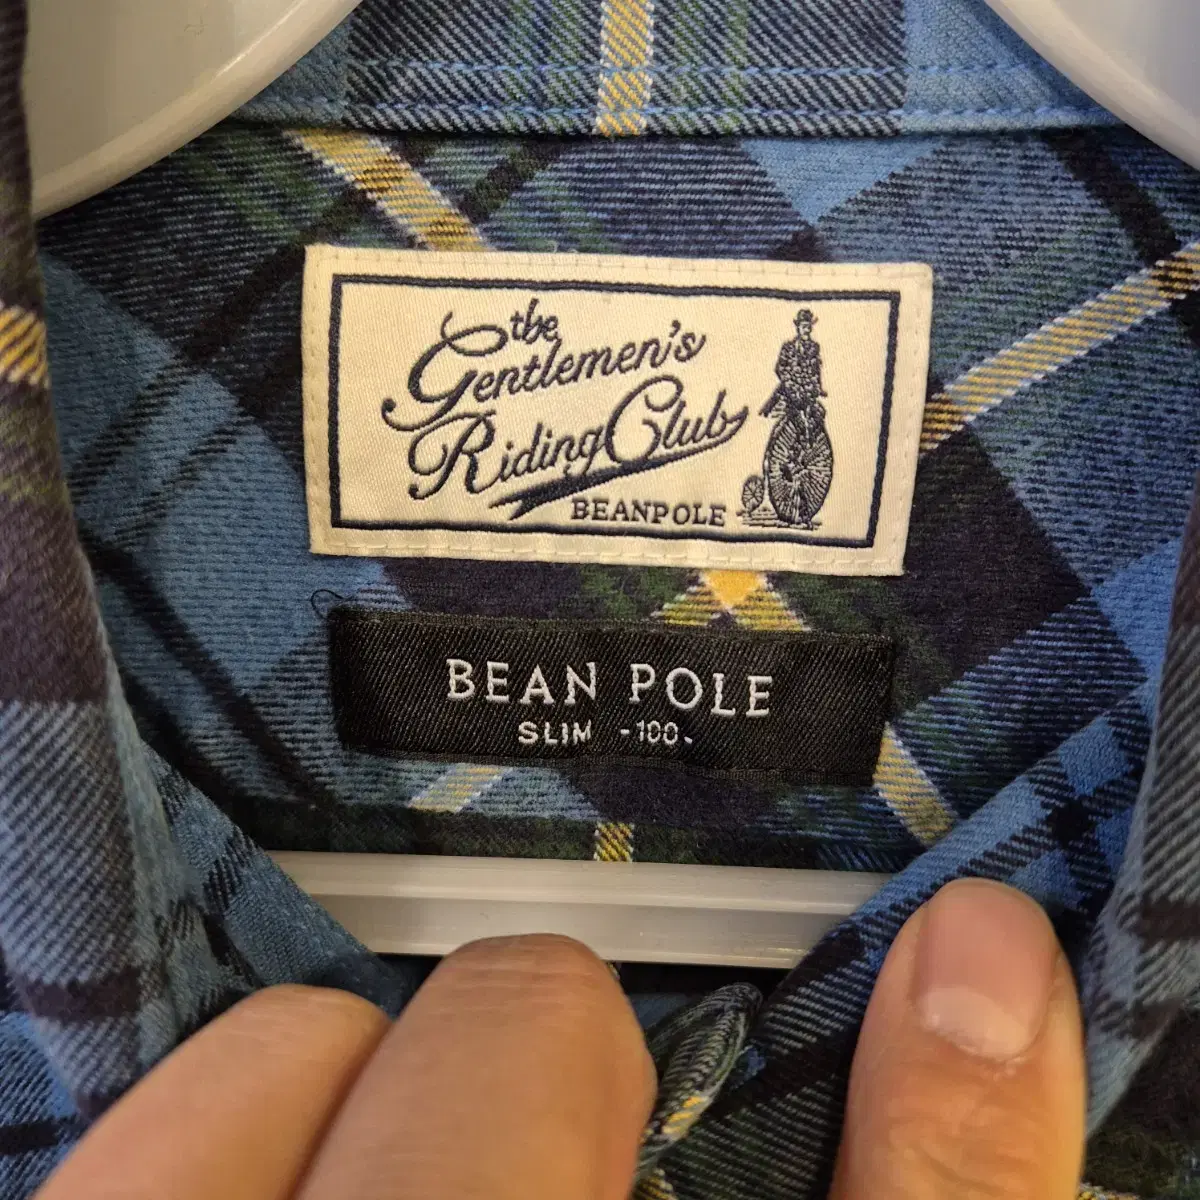 the
Gentlemen's
Riding Club
BEANPOLE
BEAN POLE
SLIM -100-